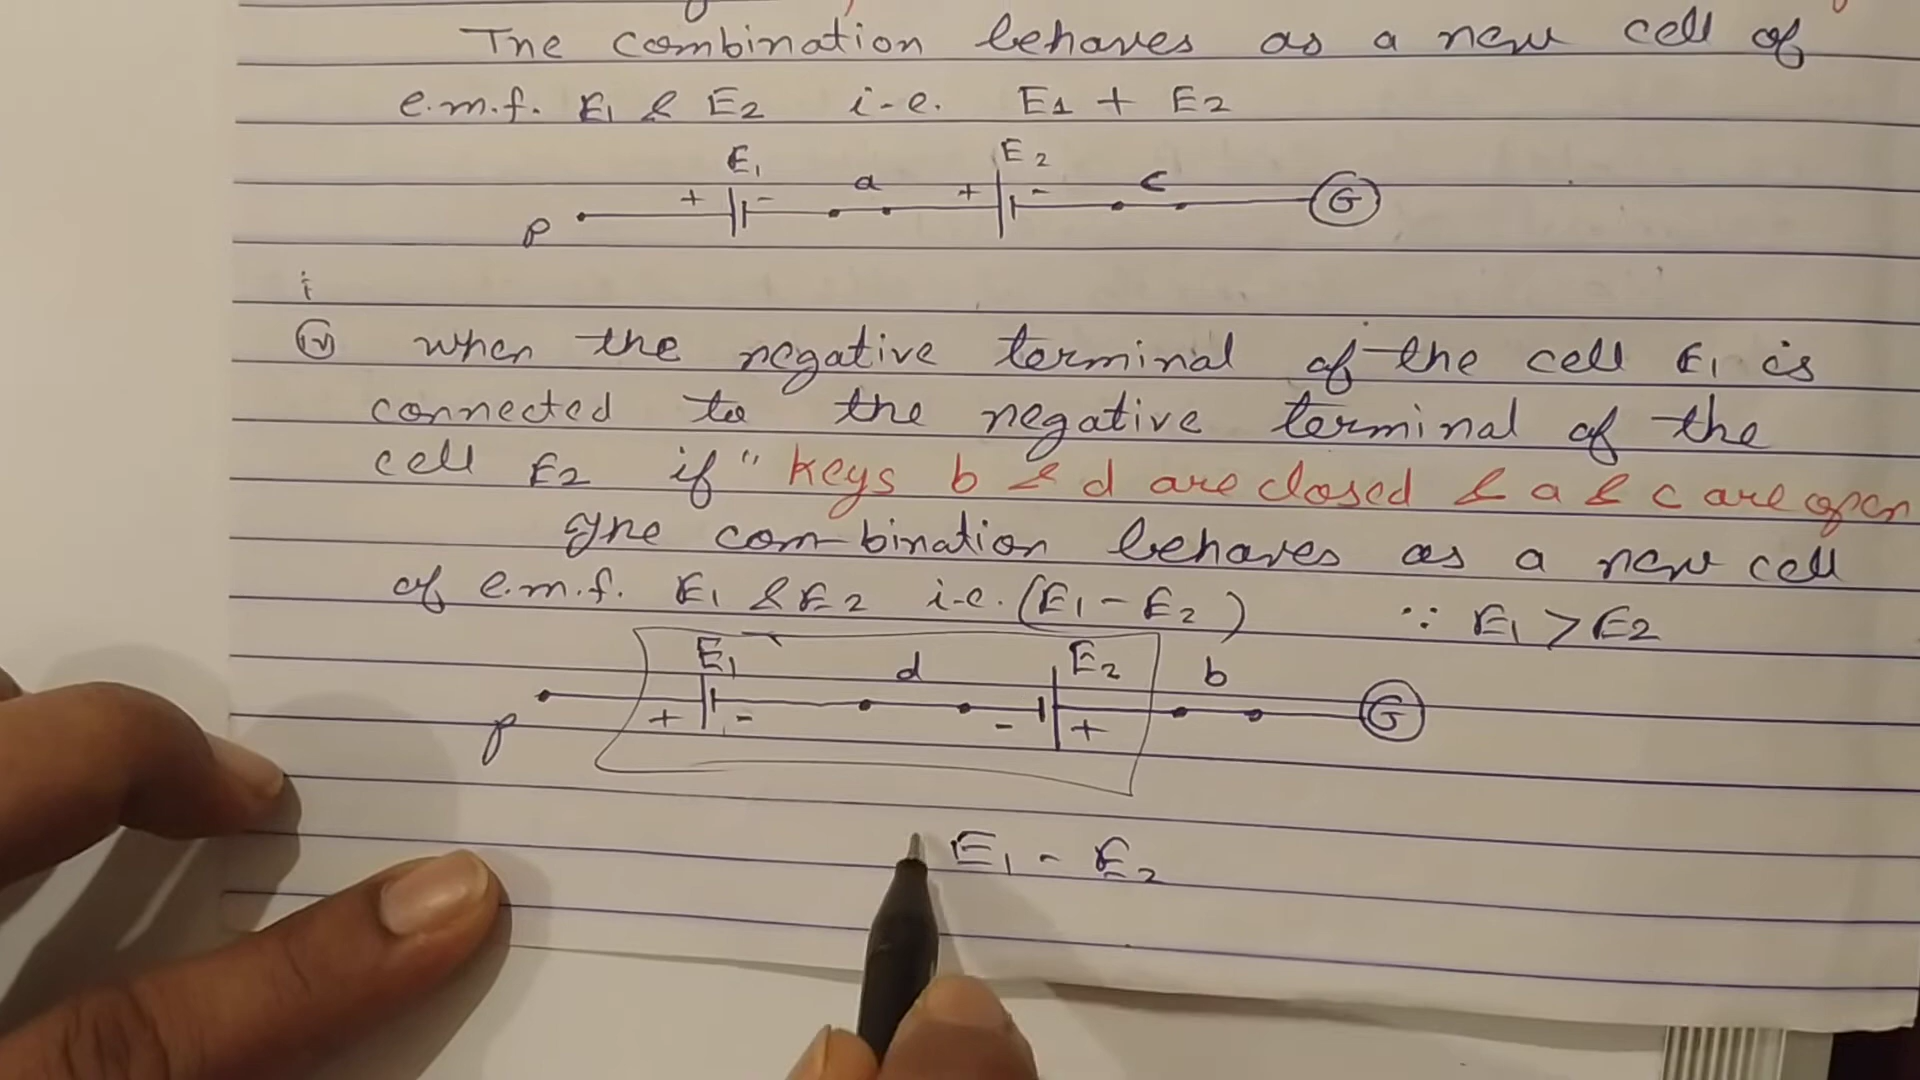 The combination behaves as a new cell of
e.m.f. E1 & E2 i-e. E1 + E2
E1 E2
+ - a + - c
P G
i
(iv) when the negative terminal of the cell E1 is
connected to the negative terminal of the
cell E2 if " keys b & d are closed & a & c are open
The com-bination behaves as a new cell
of e.m.f. E1 & E2 i-e. (E1 - E2) ∵ E1 > E2
E1 d E2 b
P + - - + G
E1 - E2